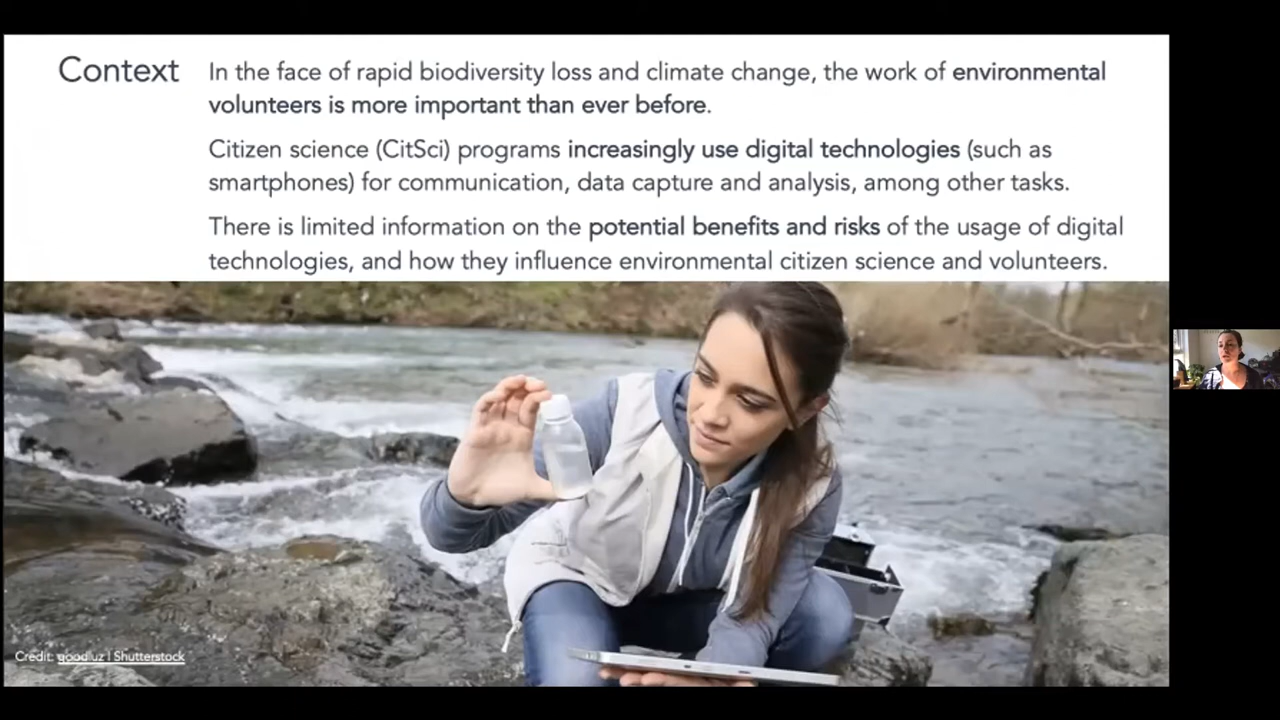 Context
In the face of rapid biodiversity loss and climate change, the work of environmental
volunteers is more important than ever before.
Citizen science (CitSci) programs increasingly use digital technologies (such as
smartphones) for communication, data capture and analysis, among other tasks.
There is limited information on the potential benefits and risks of the usage of digital
technologies, and how they influence environmental citizen science and volunteers.
Credit: goodluz | Shutterstock